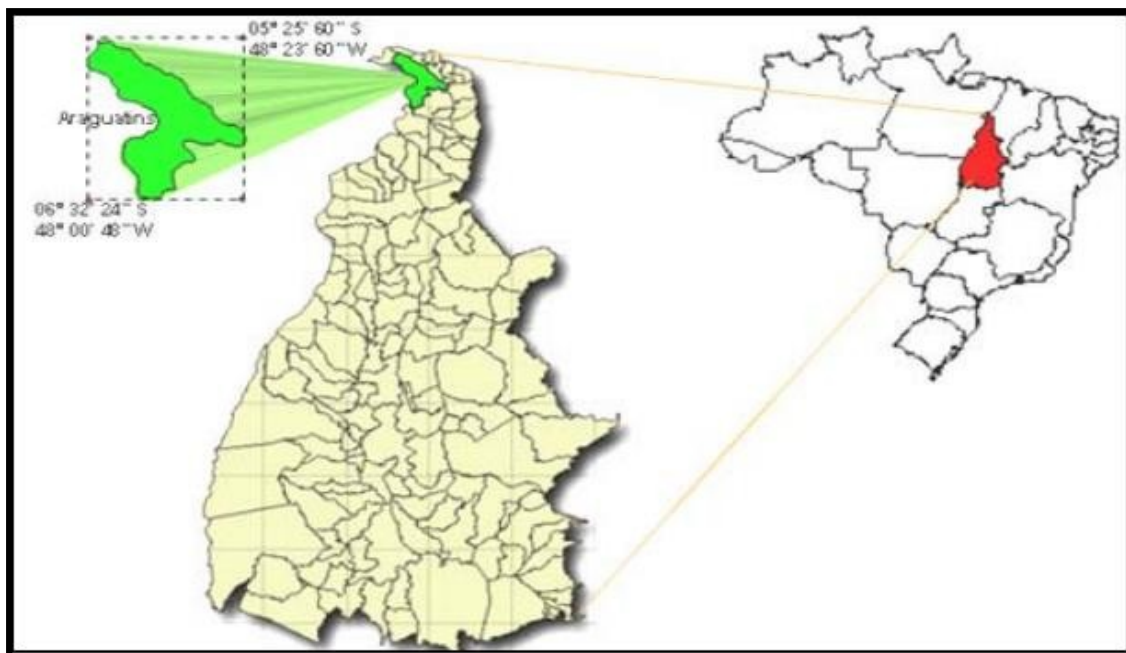 05° 25' 60" S
48° 23' 60" W
Araguatins
06° 32' 24" S
48° 00' 48" W